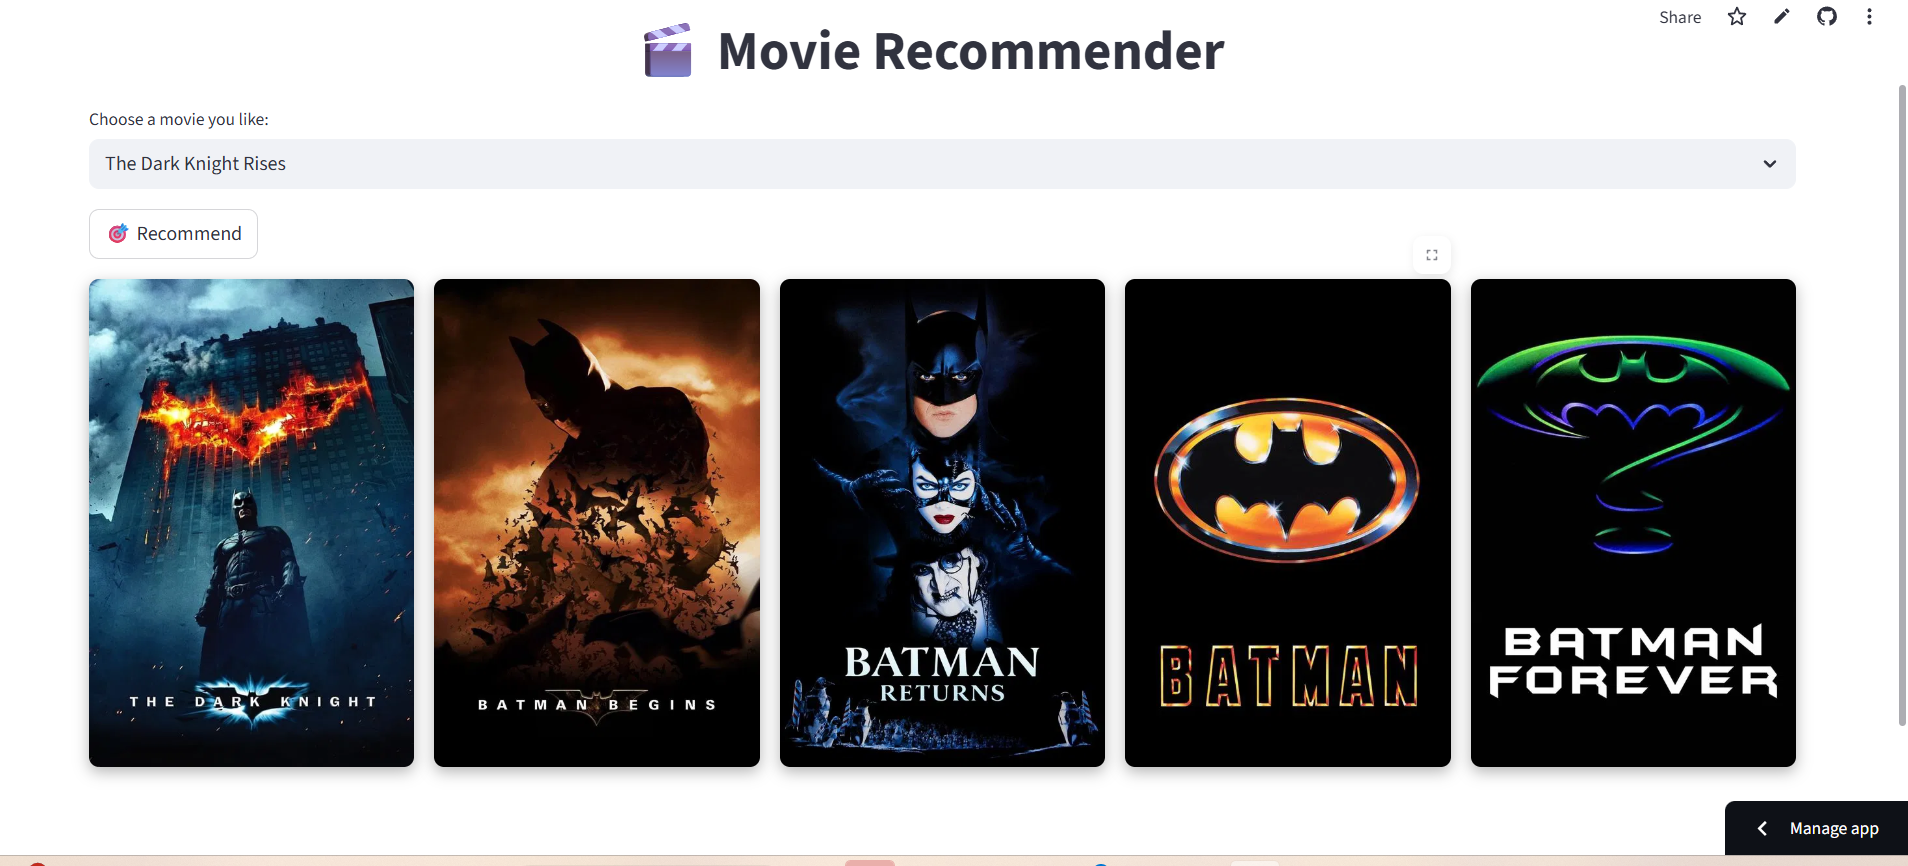 Share
Movie Recommender
Choose a movie you like:
The Dark Knight Rises
Recommend
THE DARK KNIGHT
BATMAN BEGINS
BATMAN
RETURNS
BATMAN
BATMAN
FOREVER
Manage app